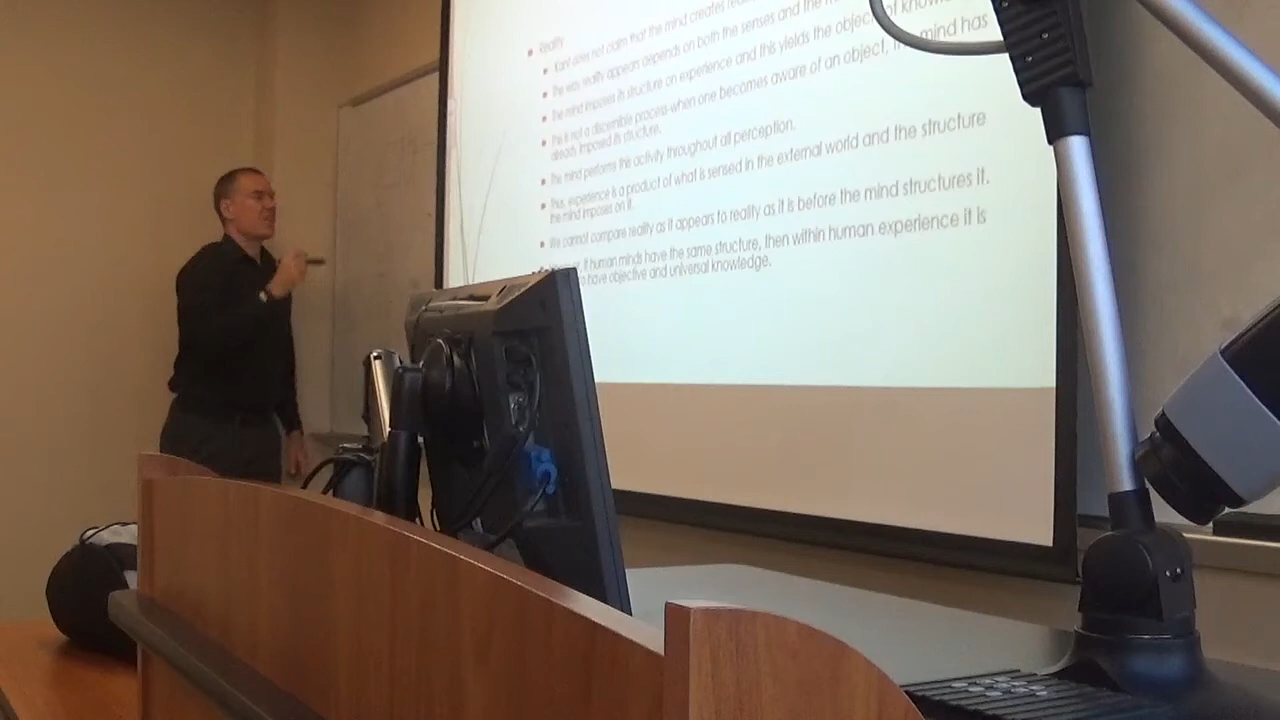 Reality
Kant does not claim that the mind creates
The way reality appears depends on both the senses and the
The mind imposes its structure on experience and this yields the object of
This is not a discernible process-when one becomes aware of an object, mind has
already imposed its structure.
The mind performs this activity throughout all perception.
Thus, experience is a product of what is sensed in the external world and the structure
the mind imposes on it.
We cannot compare reality as it appears to reality as it is before the mind structures it.
if human minds have the same structure, then within human experience it is
have objective and universal knowledge.